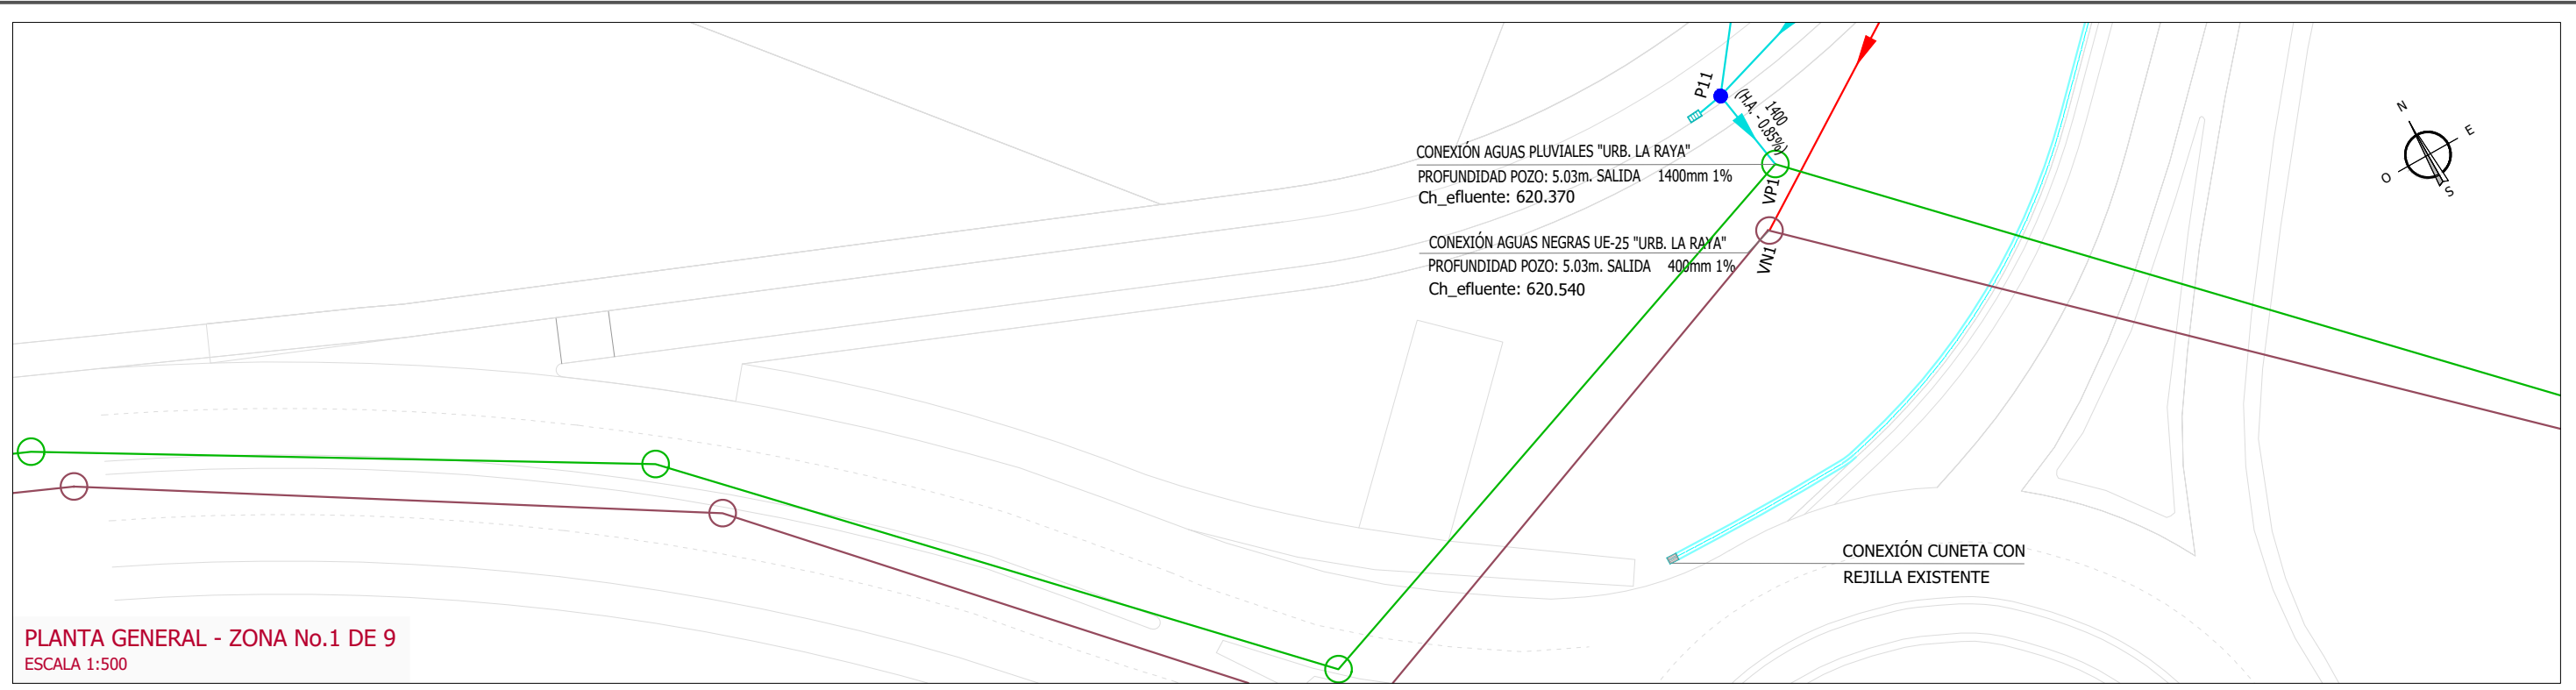 P11
1400
(H.A. - 0.85%)
N
E
O
S
CONEXIÓN AGUAS PLUVIALES "URB. LA RAYA"
PROFUNDIDAD POZO: 5.03m. SALIDA 1400mm 1%
Ch_efluente: 620.370
VP1
CONEXIÓN AGUAS NEGRAS UE-25 "URB. LA RAYA"
PROFUNDIDAD POZO: 5.03m. SALIDA 400mm 1%
Ch_efluente: 620.540
VN1
CONEXIÓN CUNETA CON
REJILLA EXISTENTE
PLANTA GENERAL - ZONA No.1 DE 9
ESCALA 1:500